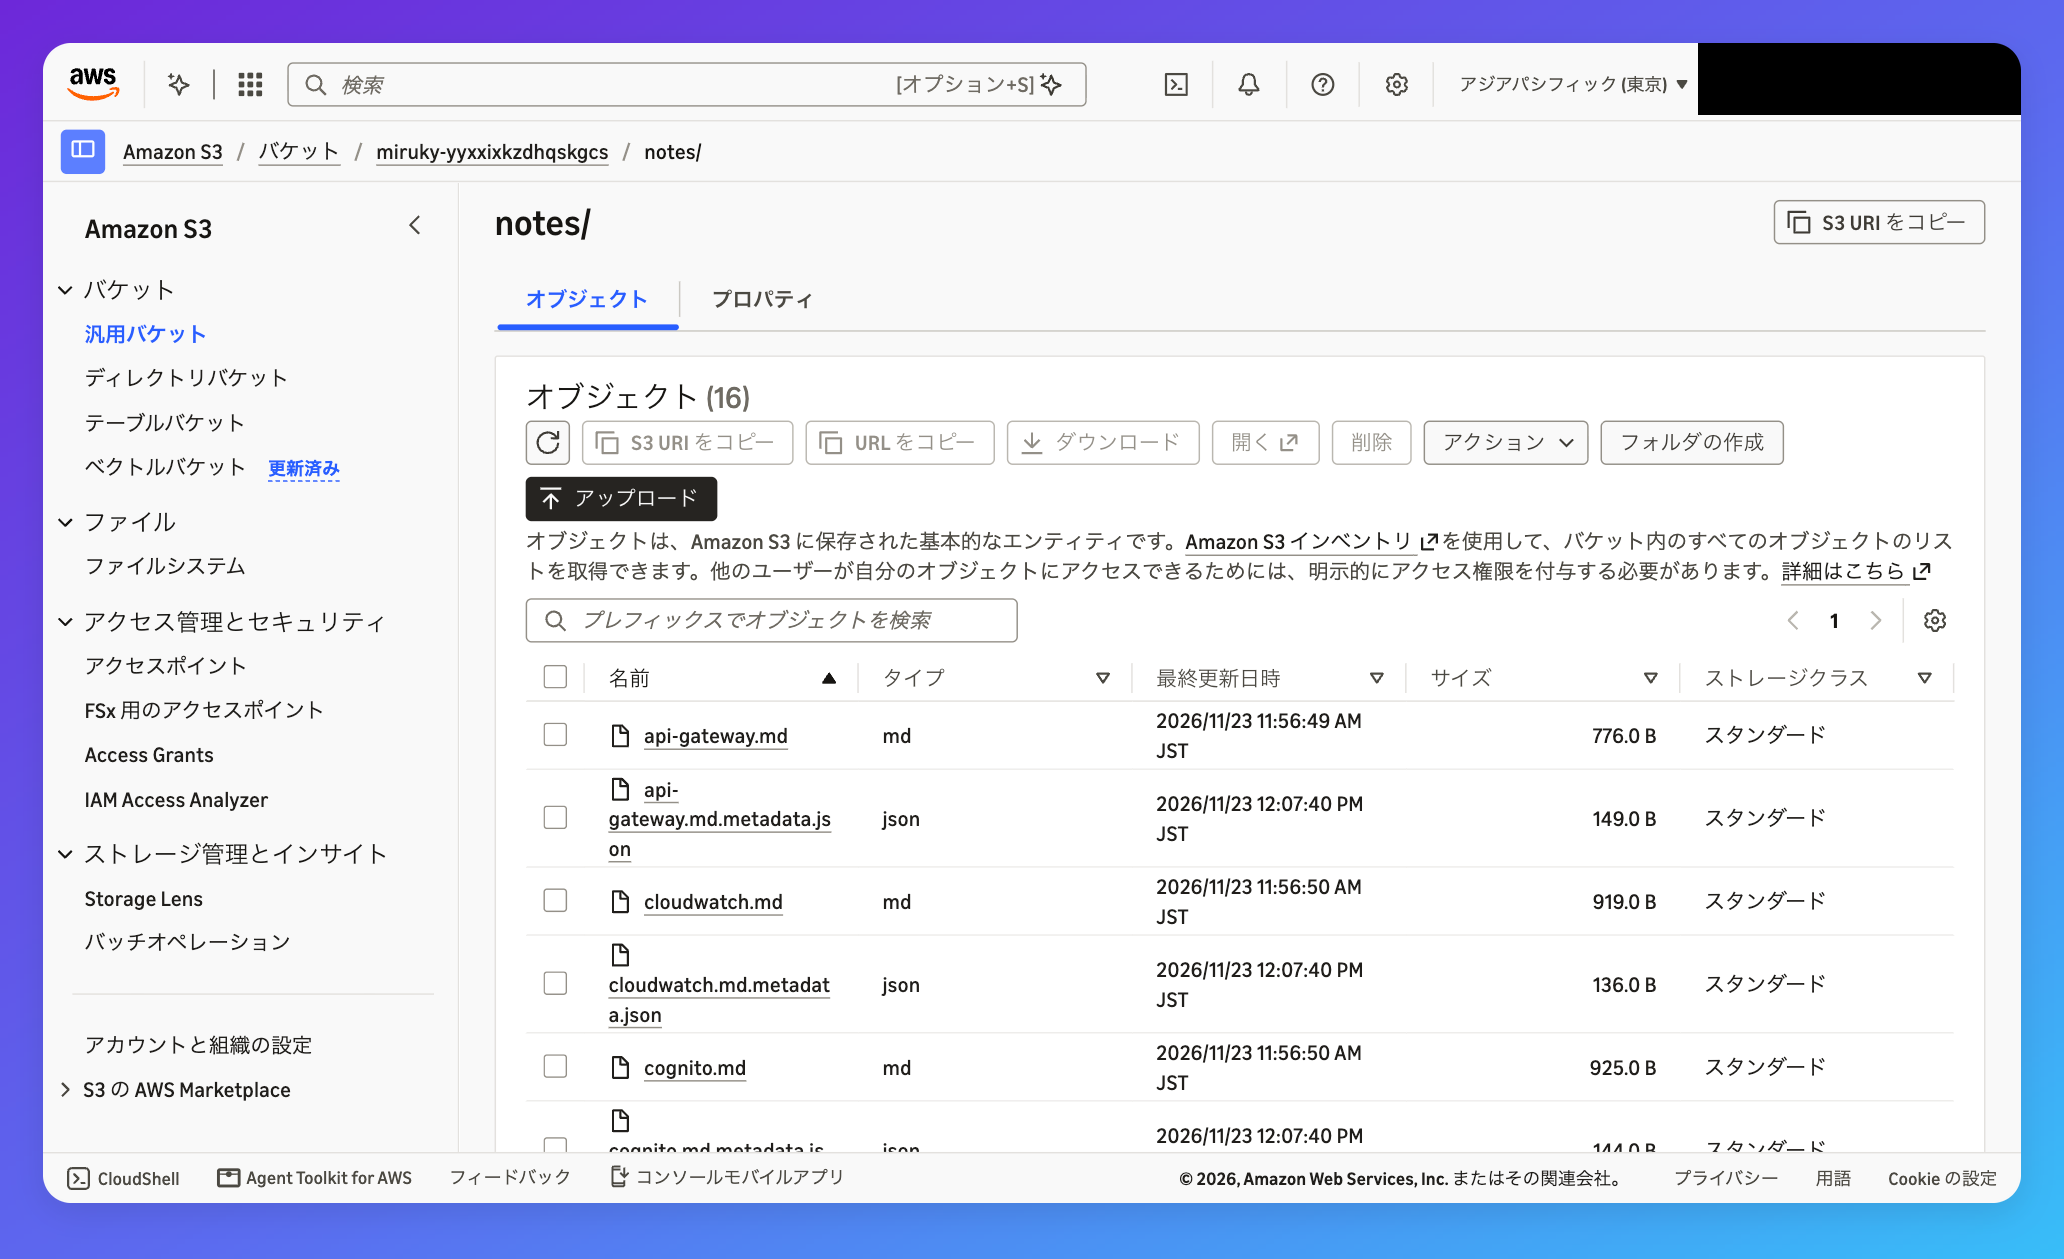 aws
検索
[オプション+S]
アジアパシフィック (東京)
Amazon S3 / バケット / miruky-yyxxixkzdhqskgcs / notes/
Amazon S3
バケット
汎用バケット
ディレクトリバケット
テーブルバケット
ベクトルバケット 更新済み
ファイル
ファイルシステム
アクセス管理とセキュリティ
アクセスポイント
FSx 用のアクセスポイント
Access Grants
IAM Access Analyzer
ストレージ管理とインサイト
Storage Lens
バッチオペレーション
アカウントと組織の設定
S3 の AWS Marketplace
notes/
S3 URI をコピー
オブジェクト
プロパティ
オブジェクト (16)
S3 URI をコピー
URL をコピー
ダウンロード
開く
削除
アクション
フォルダの作成
アップロード
オブジェクトは、Amazon S3 に保存された基本的なエンティティです。Amazon S3 インベントリ を使用して、バケット内のすべてのオブジェクトのリス
トを取得できます。他のユーザーが自分のオブジェクトにアクセスできるためには、明示的にアクセス権限を付与する必要があります。詳細はこちら
プレフィックスでオブジェクトを検索
1
名前 タイプ 最終更新日時 サイズ ストレージクラス
api-gateway.md md 2026/11/23 11:56:49 AM JST 776.0 B スタンダード
api-gateway.md.metadata.json json 2026/11/23 12:07:40 PM JST 149.0 B スタンダード
cloudwatch.md md 2026/11/23 11:56:50 AM JST 919.0 B スタンダード
cloudwatch.md.metadata.json json 2026/11/23 12:07:40 PM JST 136.0 B スタンダード
cognito.md md 2026/11/23 11:56:50 AM JST 925.0 B スタンダード
cognito.md.metadata.js json 2026/11/23 12:07:40 PM 144.0 B スタンダード
CloudShell
Agent Toolkit for AWS
フィードバック
コンソールモバイルアプリ
© 2026, Amazon Web Services, Inc. またはその関連会社。
プライバシー
用語
Cookie の設定